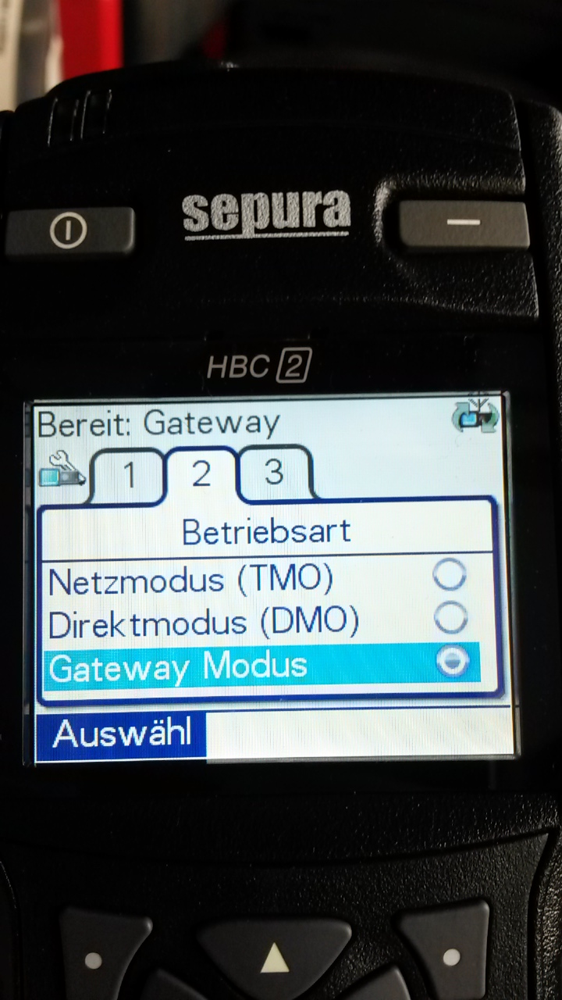 sepura
HBC 2
Bereit: Gateway
1 2 3
Betriebsart
Netzmodus (TMO)
Direktmodus (DMO)
Gateway Modus
Auswähl